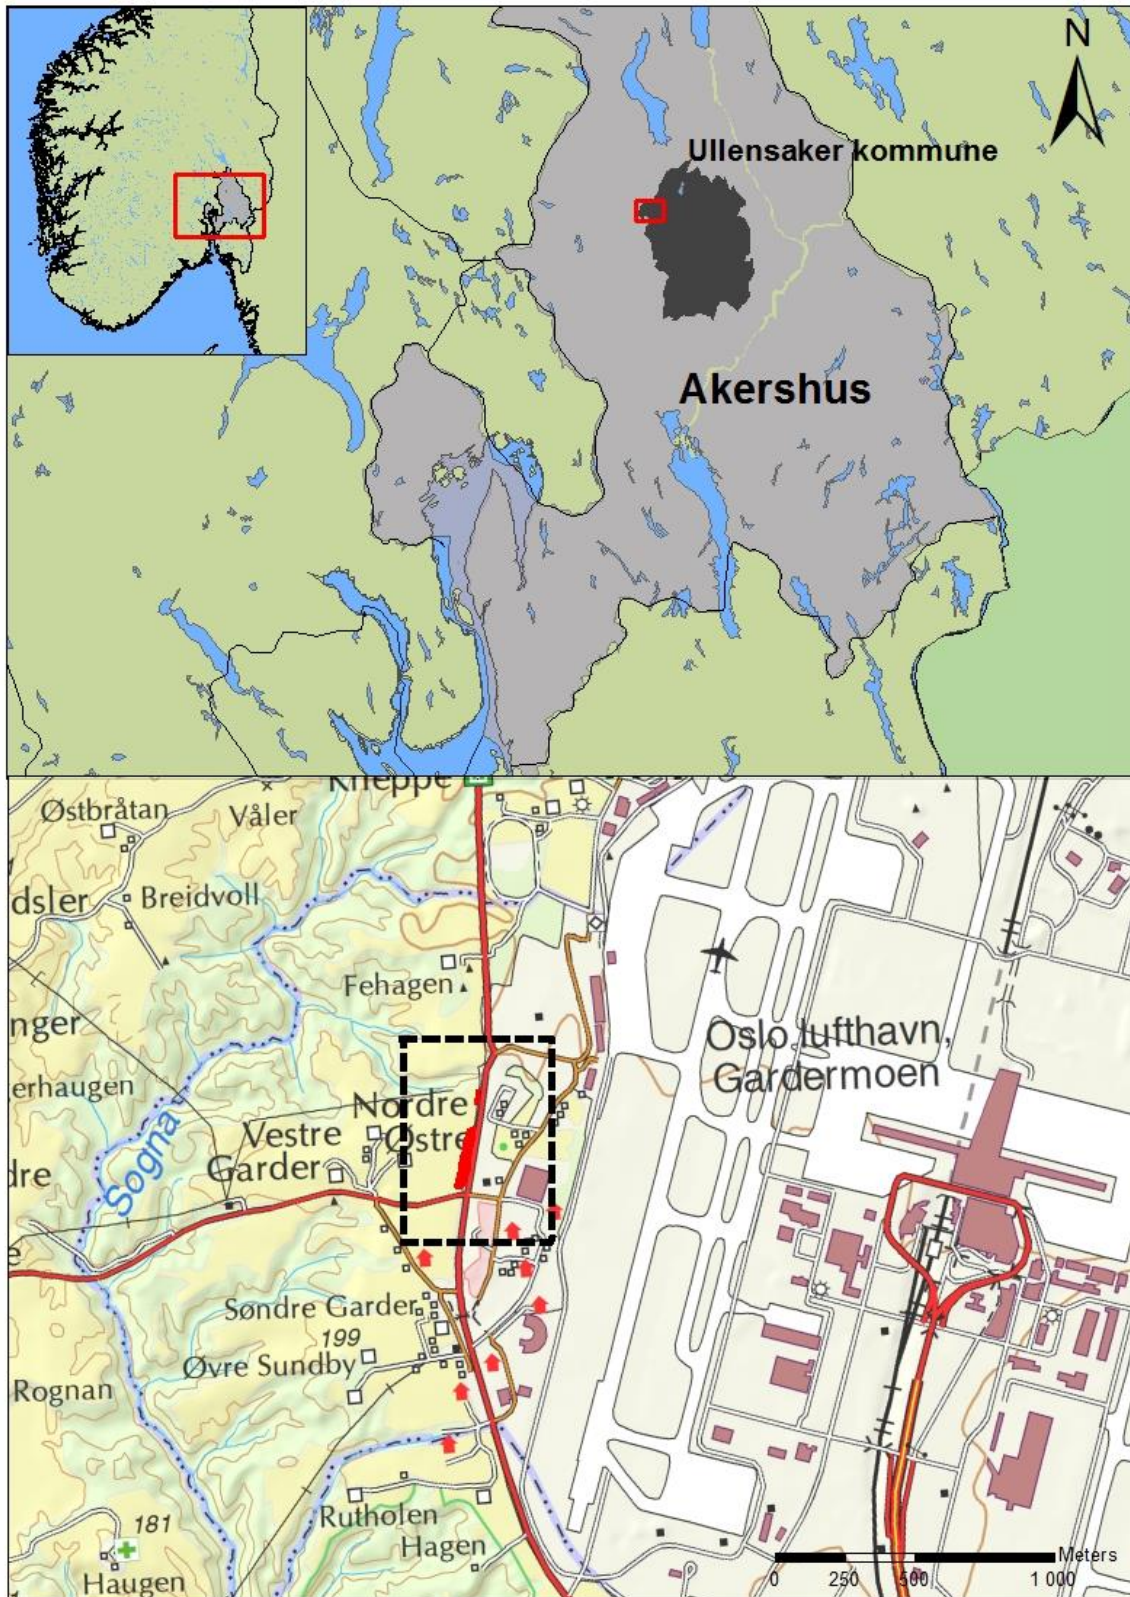 N
Ullensaker kommune
Akershus
Kneppe
Østbråtan
Våler
dsler
Breidvoll
Fehagen
nger
Oslo lufthavn,
Gardermoen
erhaugen
Nordre
Østre
Vestre
Garder
Sogna
dre
e
Søndre Garder
199
Øvre Sundby
Rognan
Rutholen
Hagen
181
Haugen
Meters
0 250 500 1 000